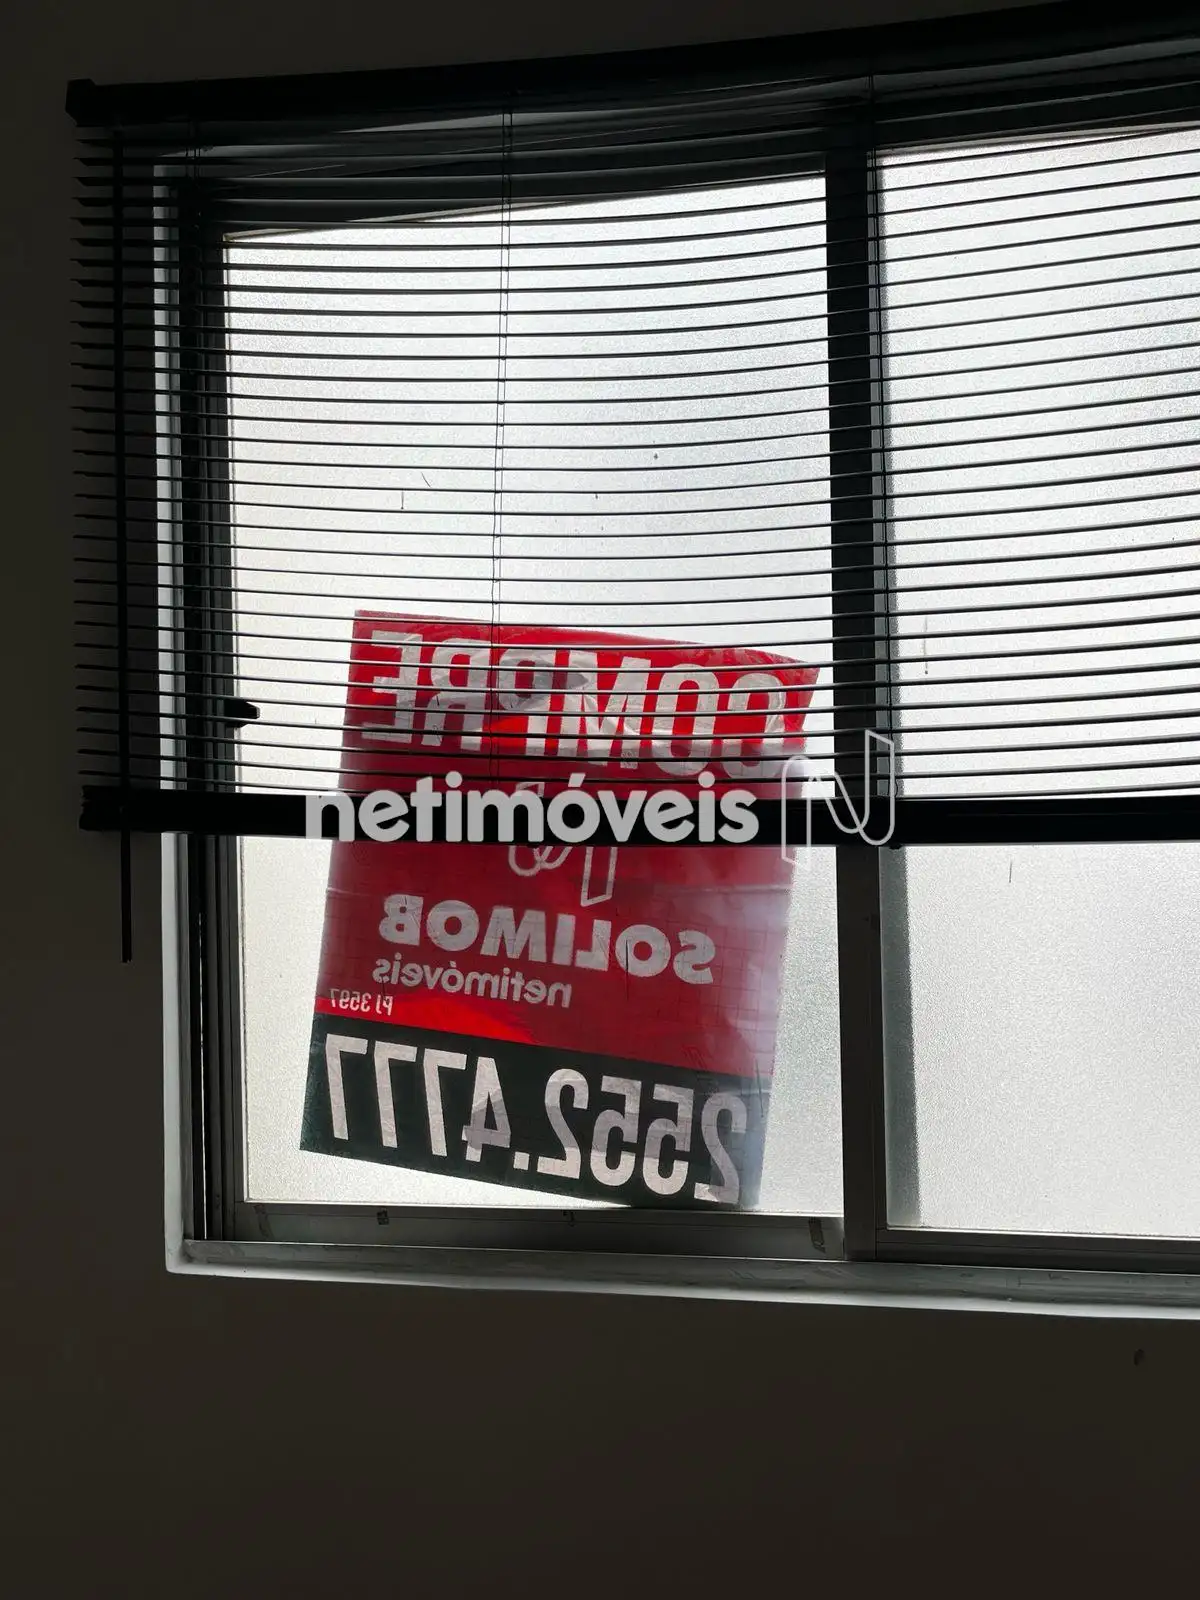 COMPRE
netimóveis
SOLIMOB
netimóveis
PJ 3597
2552.4777